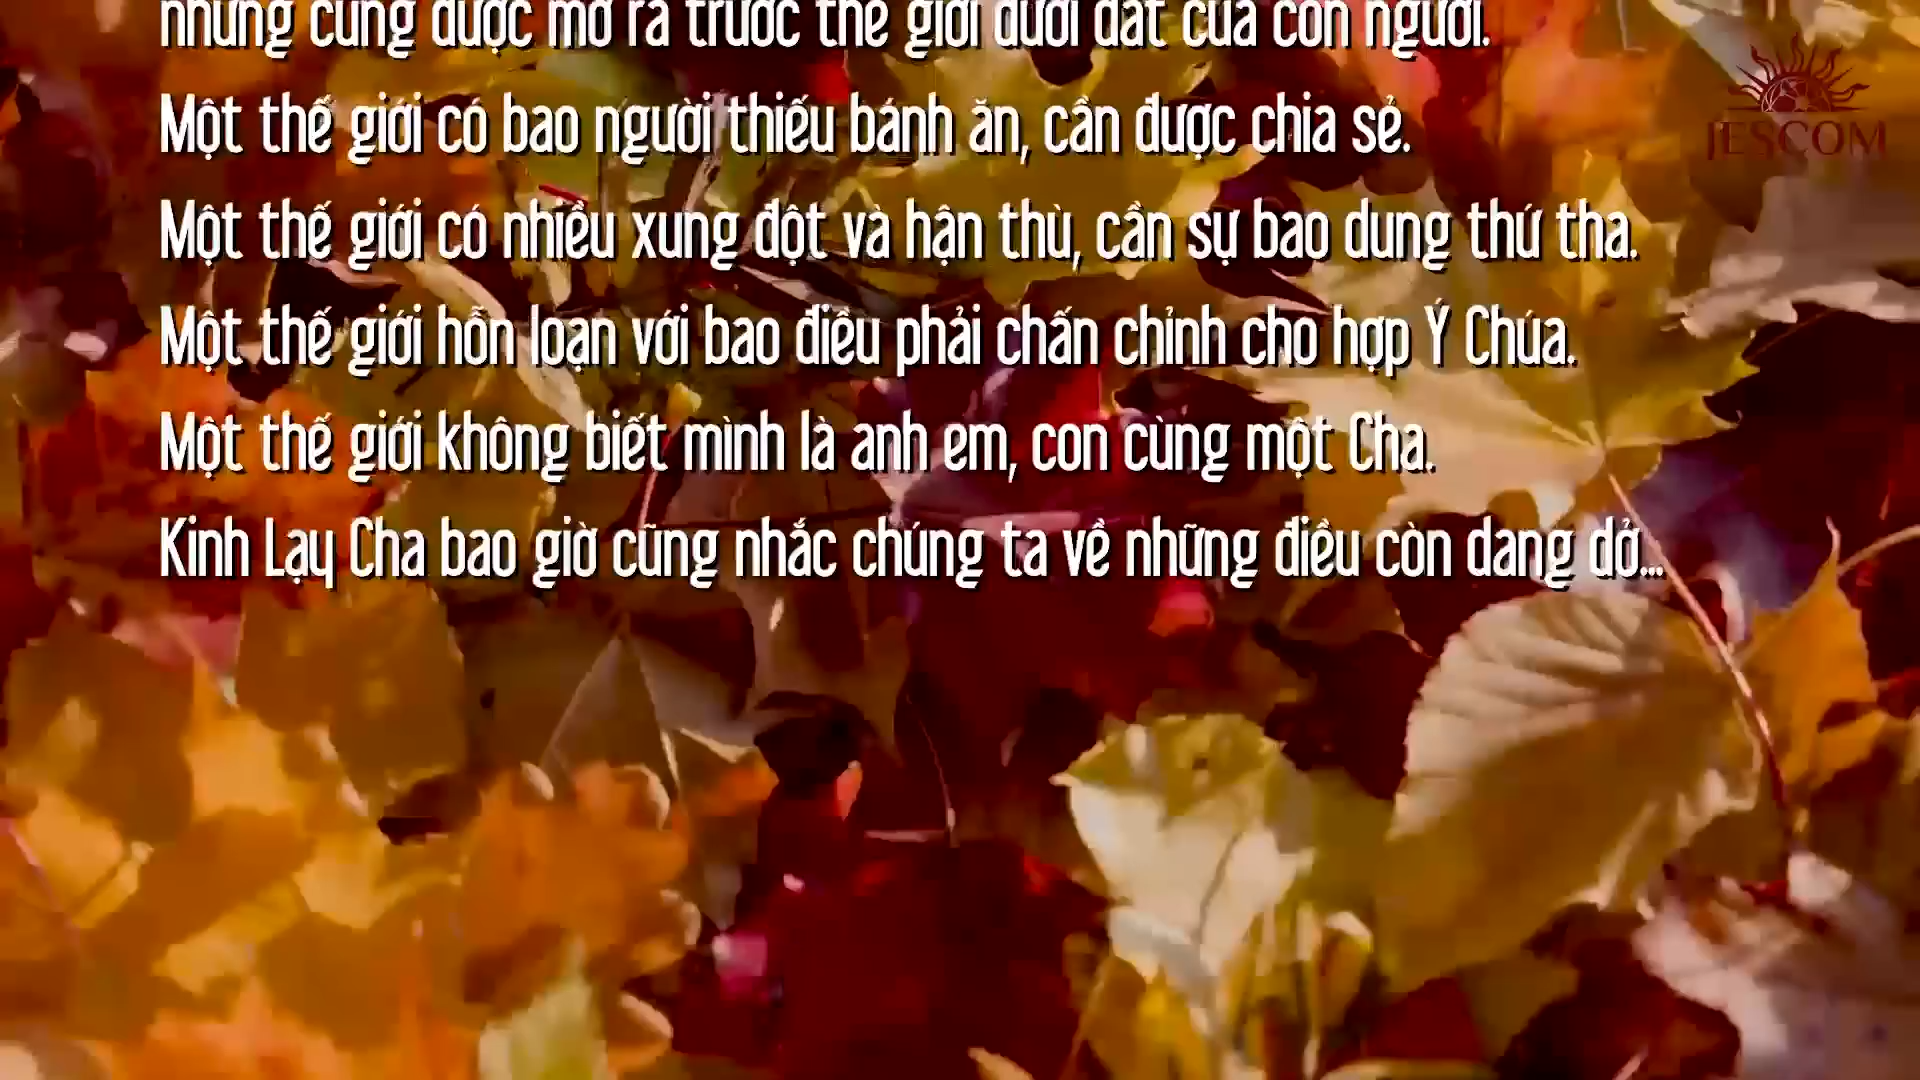 nhưng cũng được mở ra trước thế giới dưới đất của con người.
Một thế giới có bao người thiếu bánh ăn, cần được chia sẻ.
Một thế giới có nhiều xung đột và hận thù, cần sự bao dung thứ tha.
Một thế giới hỗn loạn với bao điều phải chấn chỉnh cho hợp Ý Chúa.
Một thế giới không biết mình là anh em, con cùng một Cha.
Kinh Lạy Cha bao giờ cũng nhắc chúng ta về những điều còn dang dở...
JESCOM